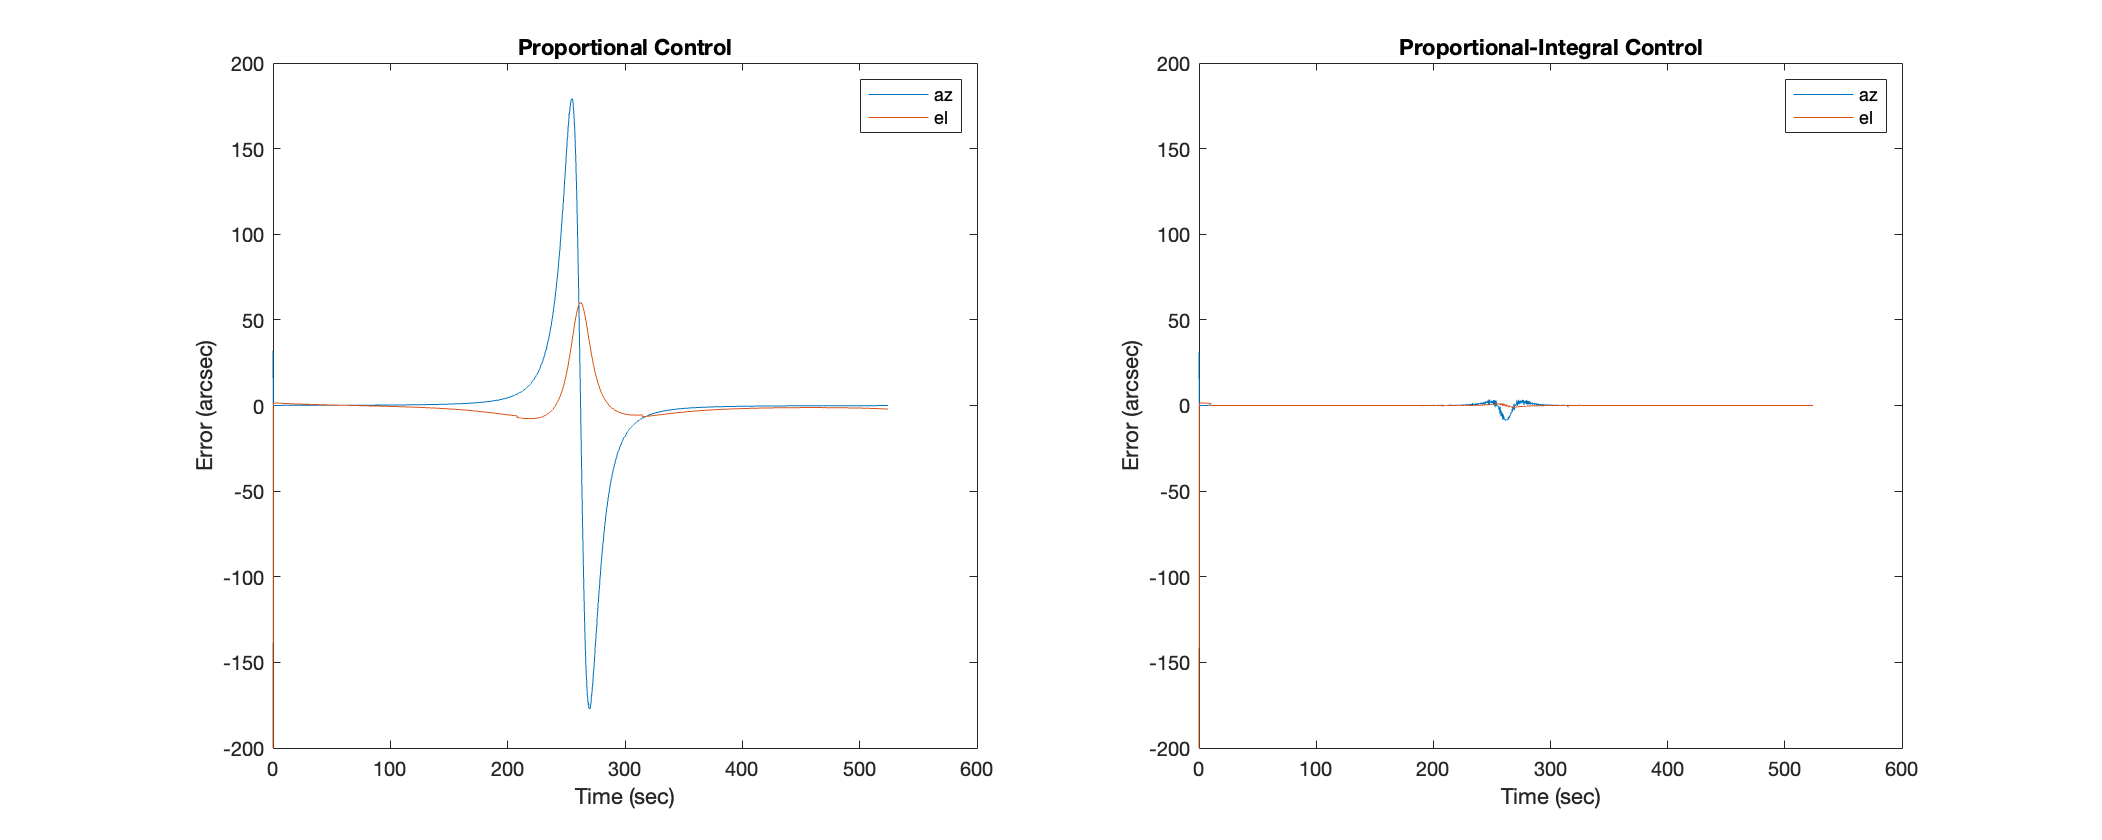 Proportional Control
200
150
100
50
0
-50
-100
-150
-200
Error (arcsec)
az
el
0 100 200 300 400 500 600
Time (sec)
Proportional-Integral Control
200
150
100
50
0
-50
-100
-150
-200
Error (arcsec)
az
el
0 100 200 300 400 500 600
Time (sec)